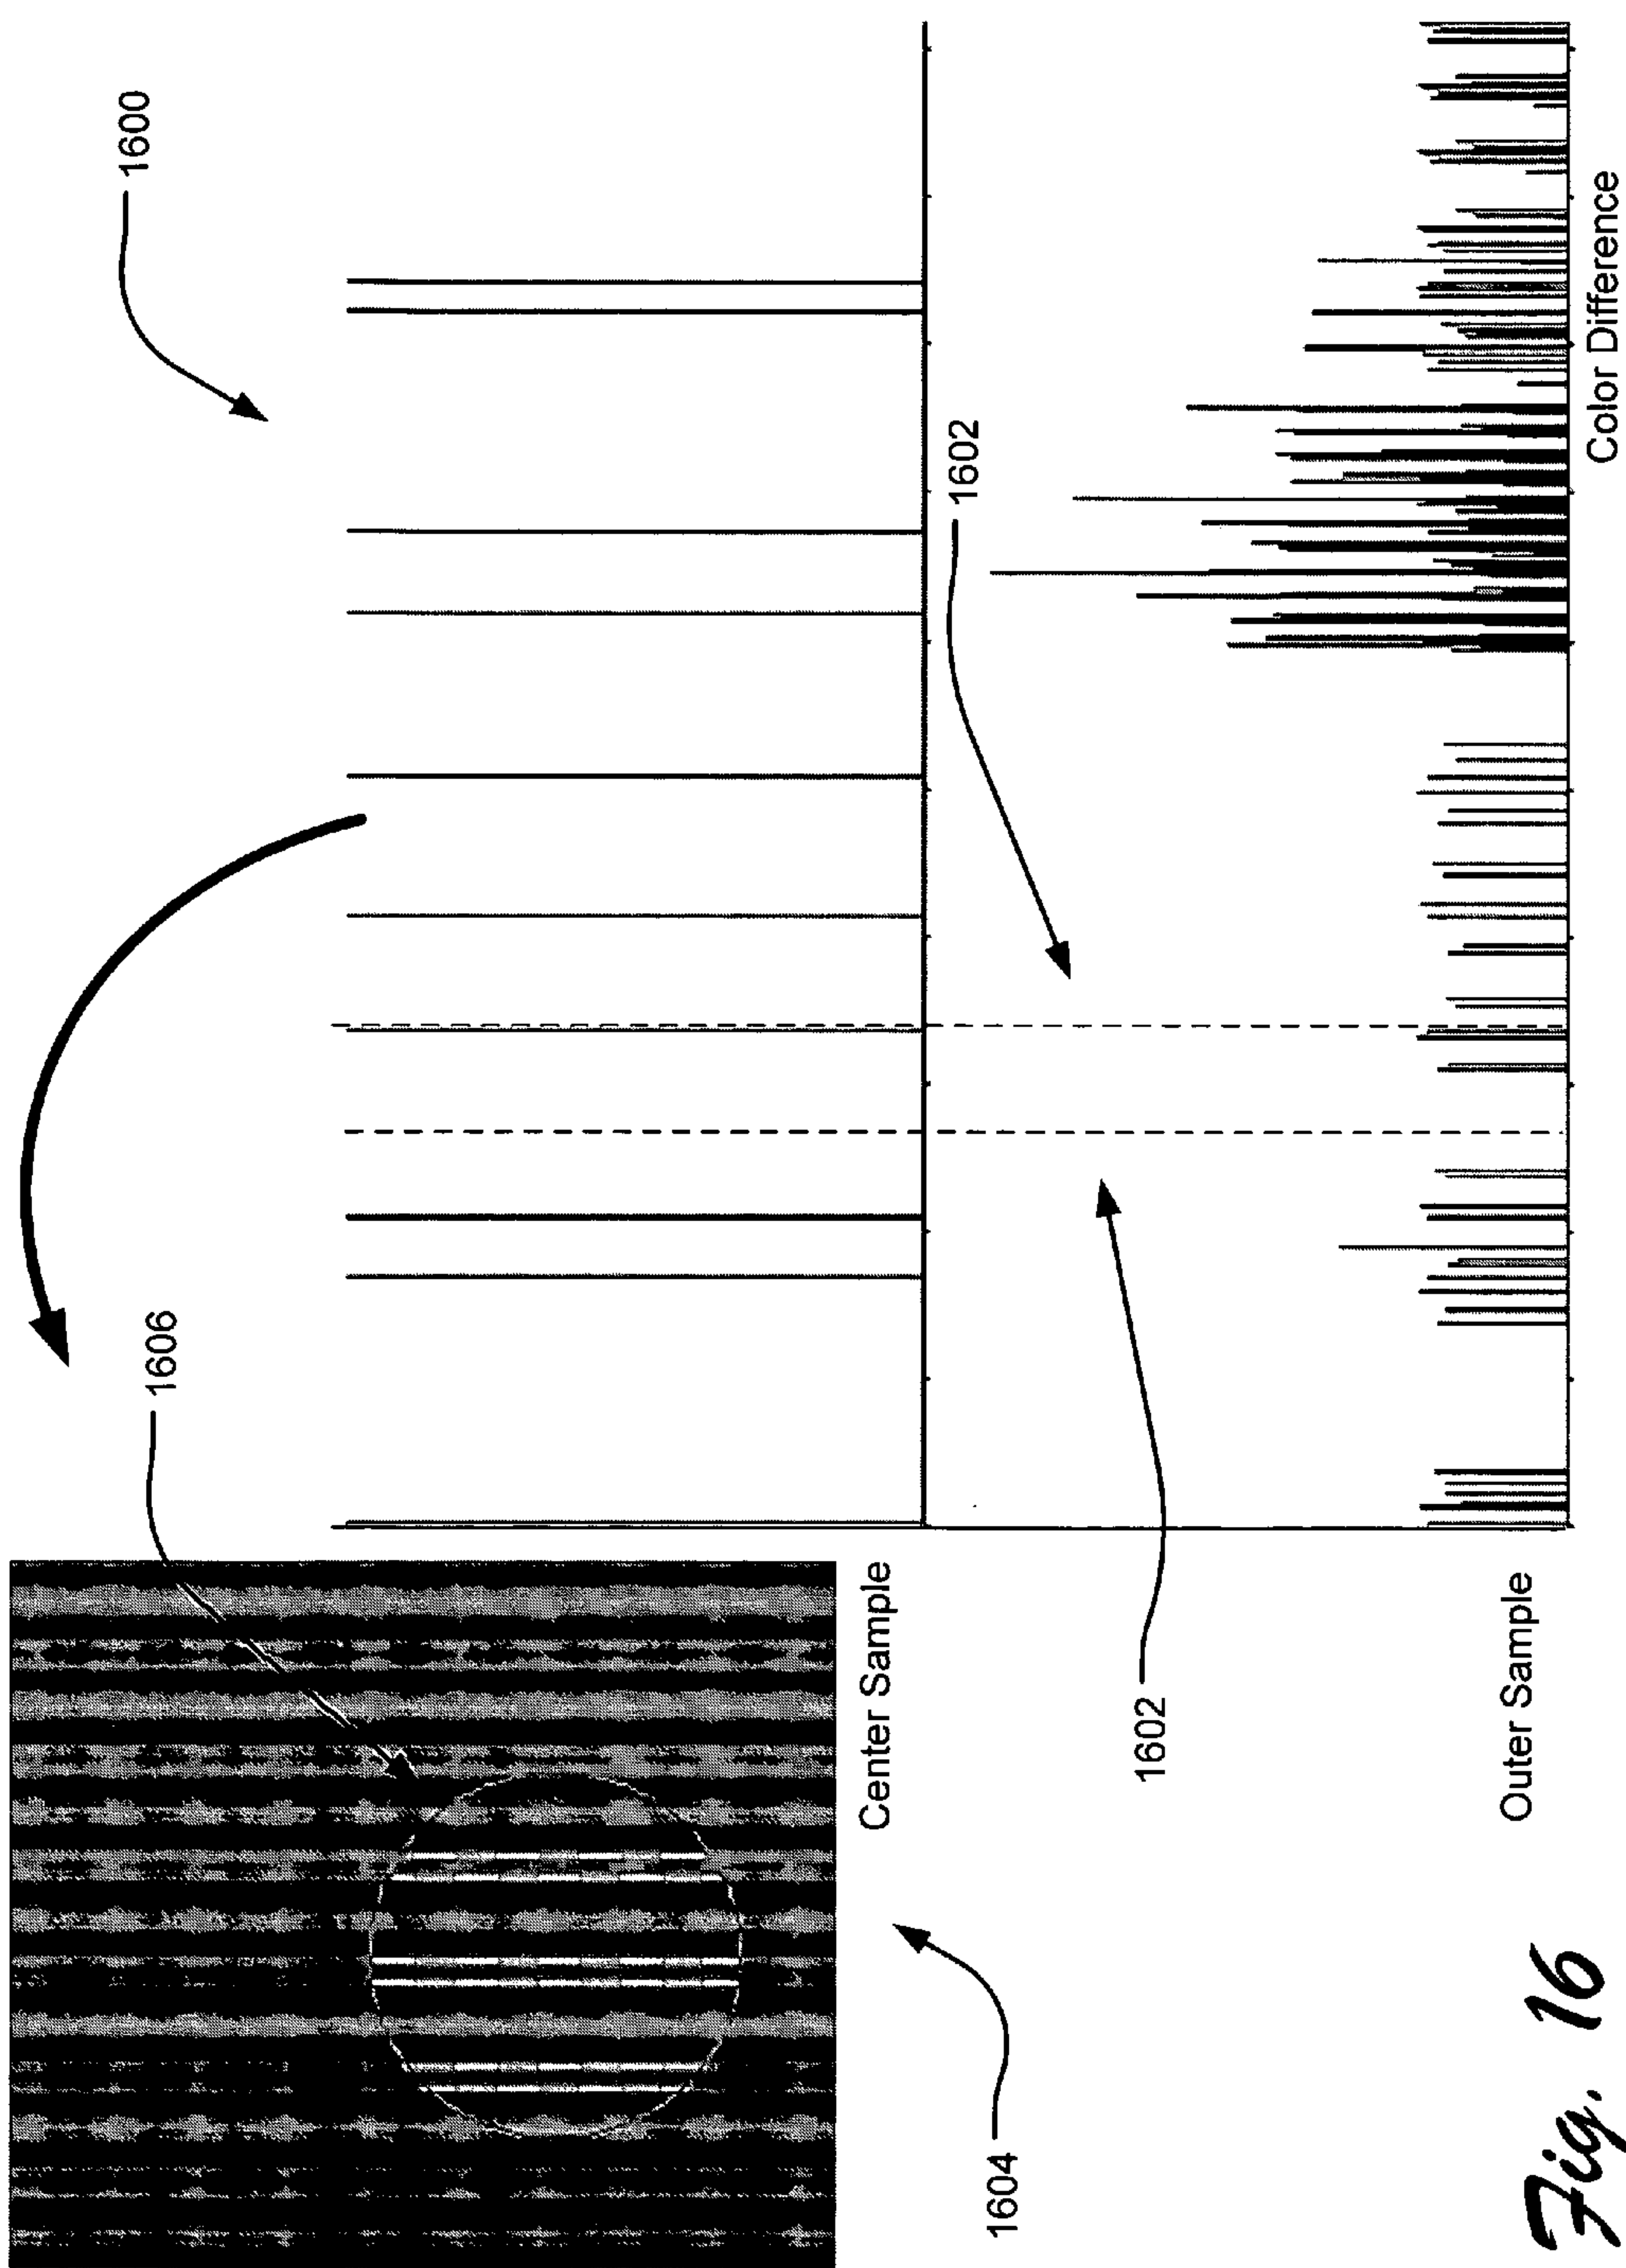 1600
1606
1602
Center Sample
1604
1602
Outer Sample
Color Difference
Fig. 16